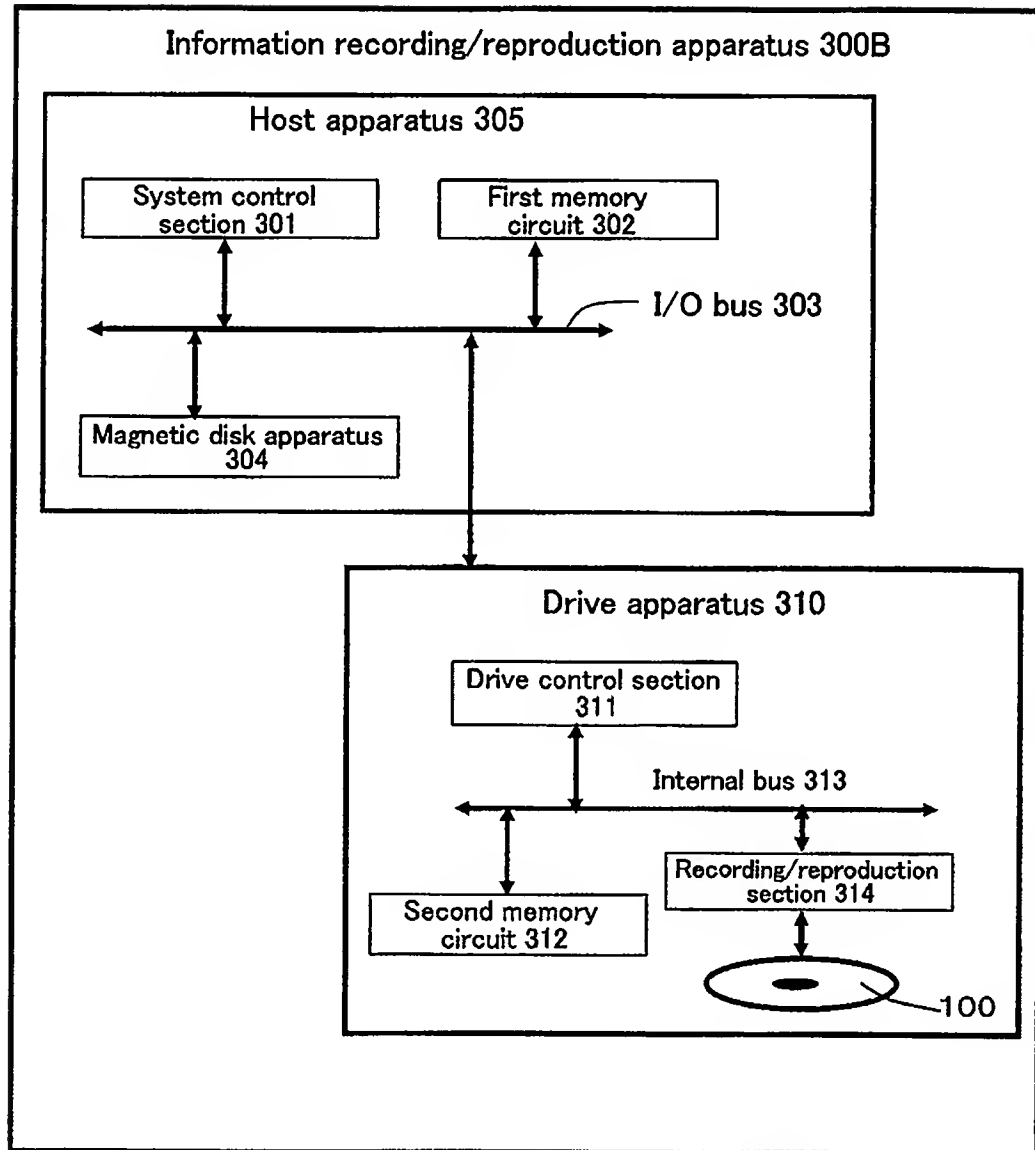 Information recording/reproduction apparatus 300B
Host apparatus 305
System control
section 301
First memory
circuit 302
I/O bus 303
Magnetic disk apparatus
304
Drive apparatus 310
Drive control section
311
Internal bus 313
Recording/reproduction
section 314
Second memory
circuit 312
100